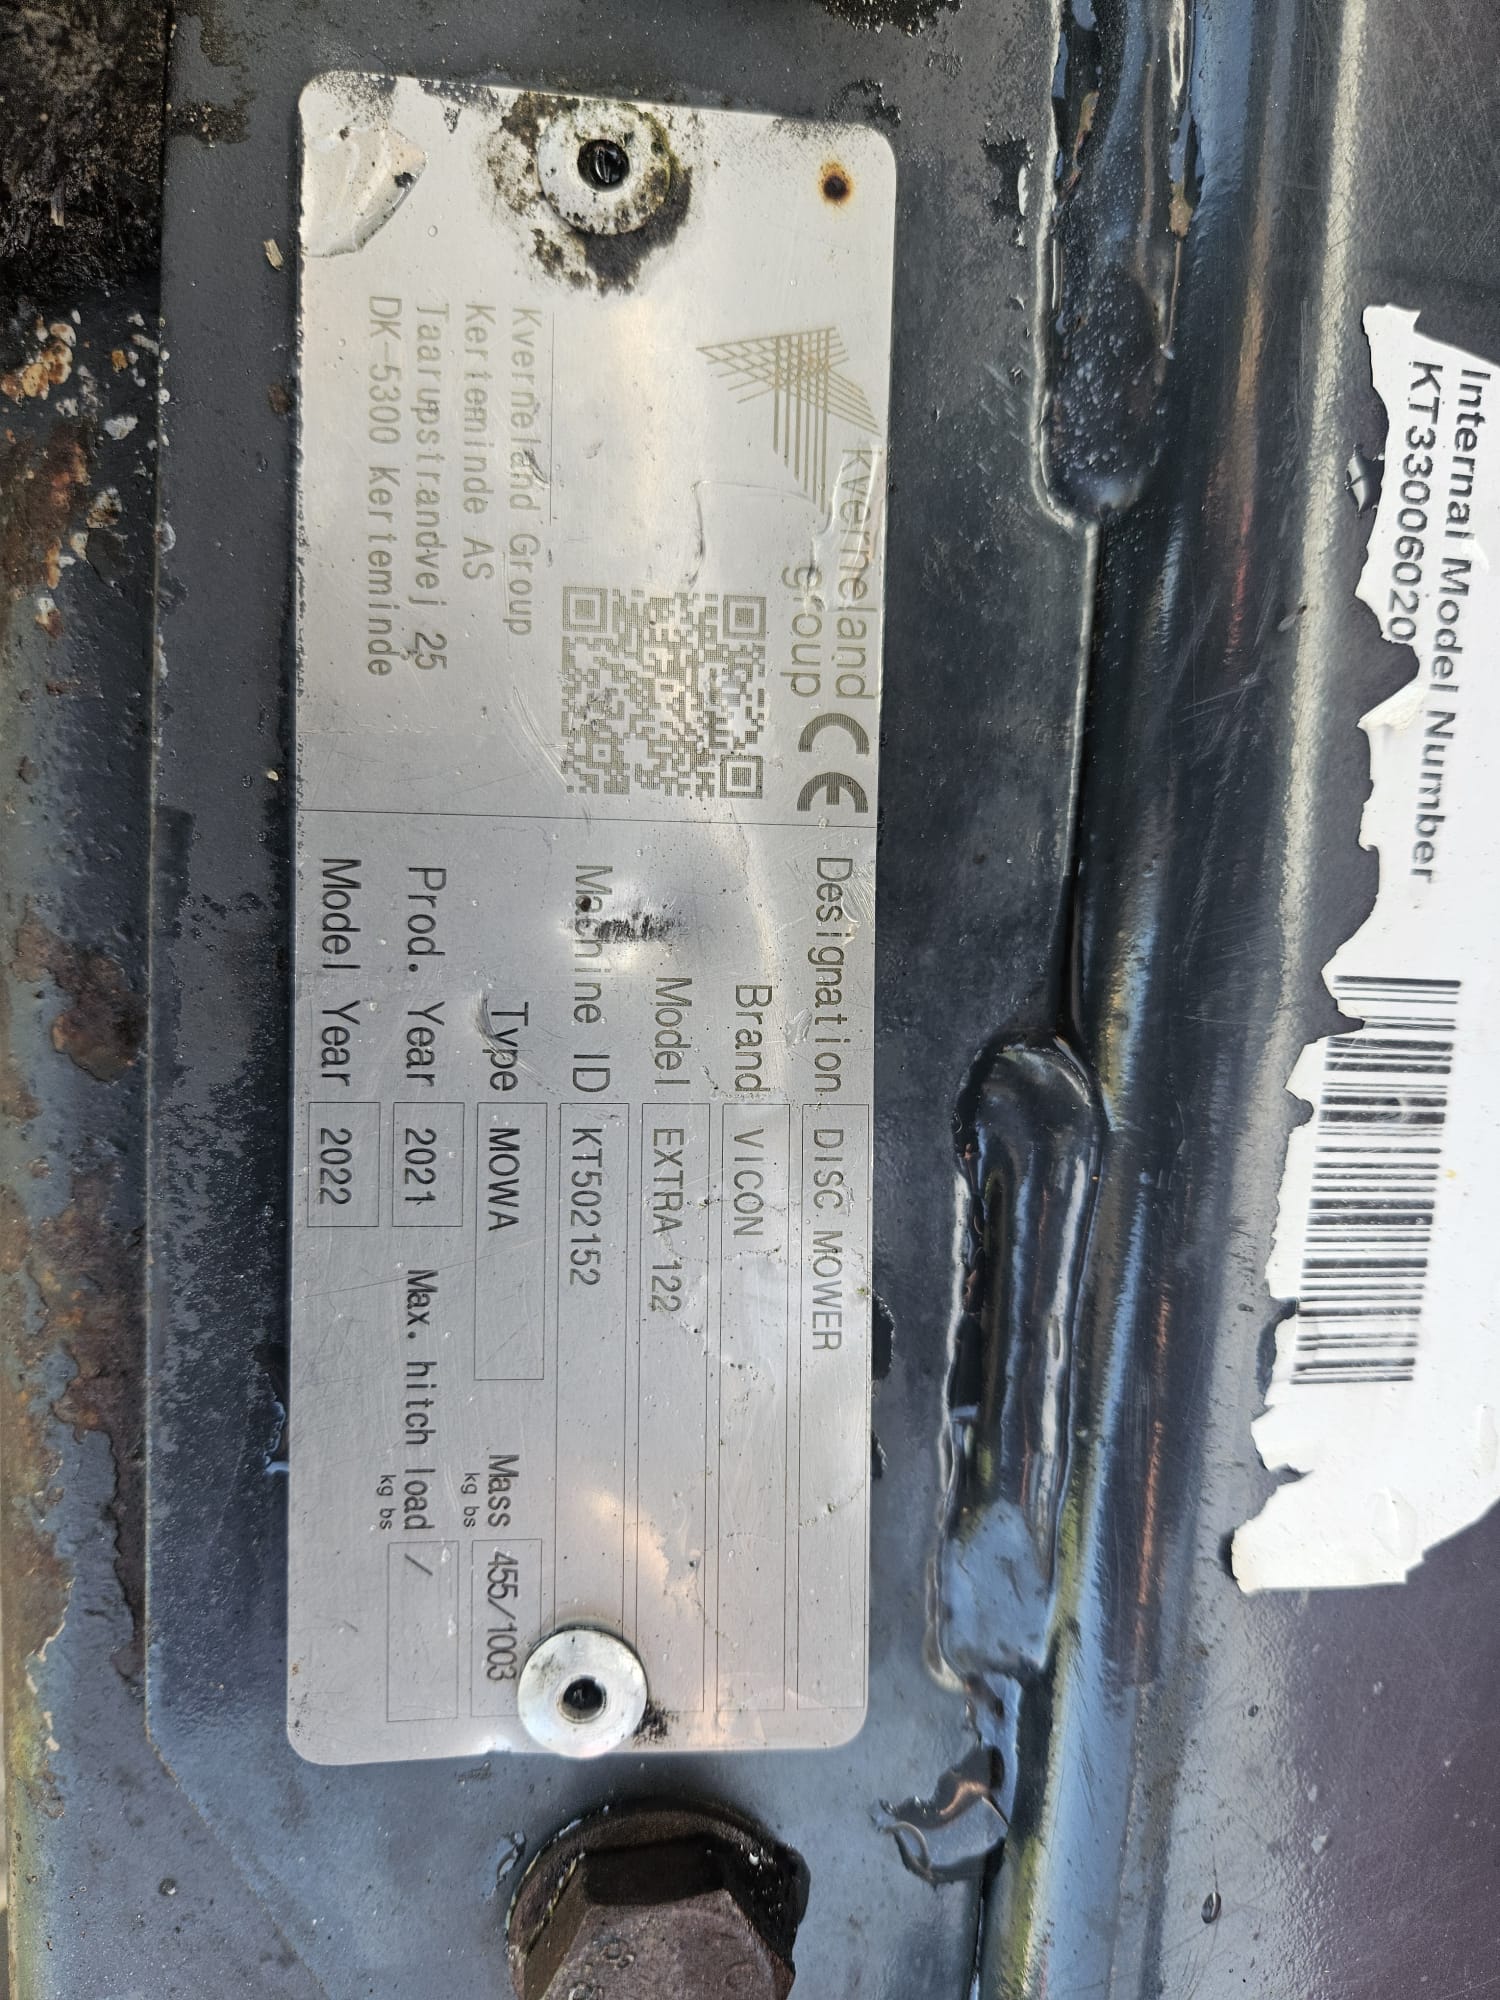 Internal Model Number
KT33006020
kverneland
group
CE
Kverneland Group
Kerteminde AS
Taarupstrandvej 25
DK-5300 Kerteminde
Designation DISC MOWER
Brand VICON
Model EXTRA 122
Machine ID KT502152
Type MOWA Mass 455/1003
kg bs
Prod. Year 2021 Max. hitch load /
kg bs
Model Year 2022